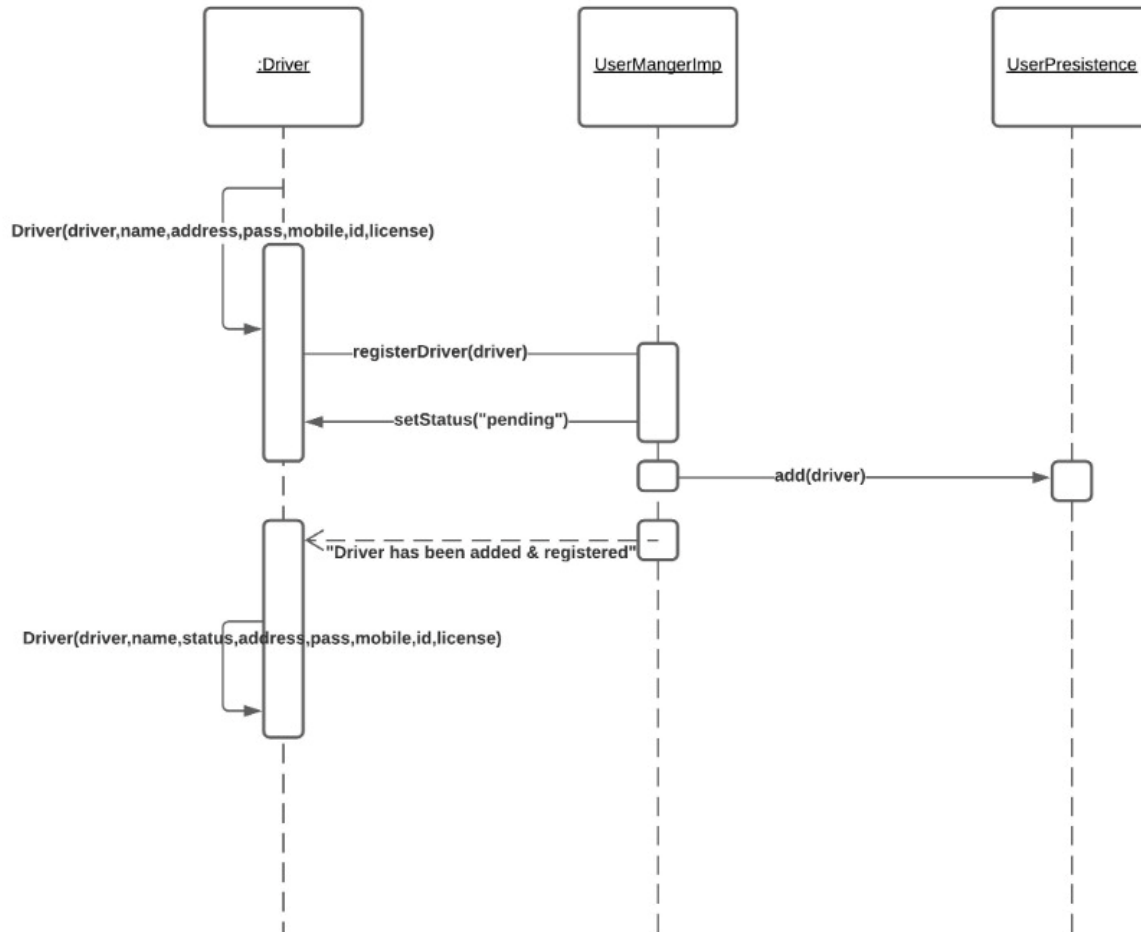 :Driver
UserMangerImp
UserPresistence
Driver(driver,name,address,pass,mobile,id,license)
registerDriver(driver)
setStatus("pending")
add(driver)
"Driver has been added & registered"
Driver(driver,name,status,address,pass,mobile,id,license)